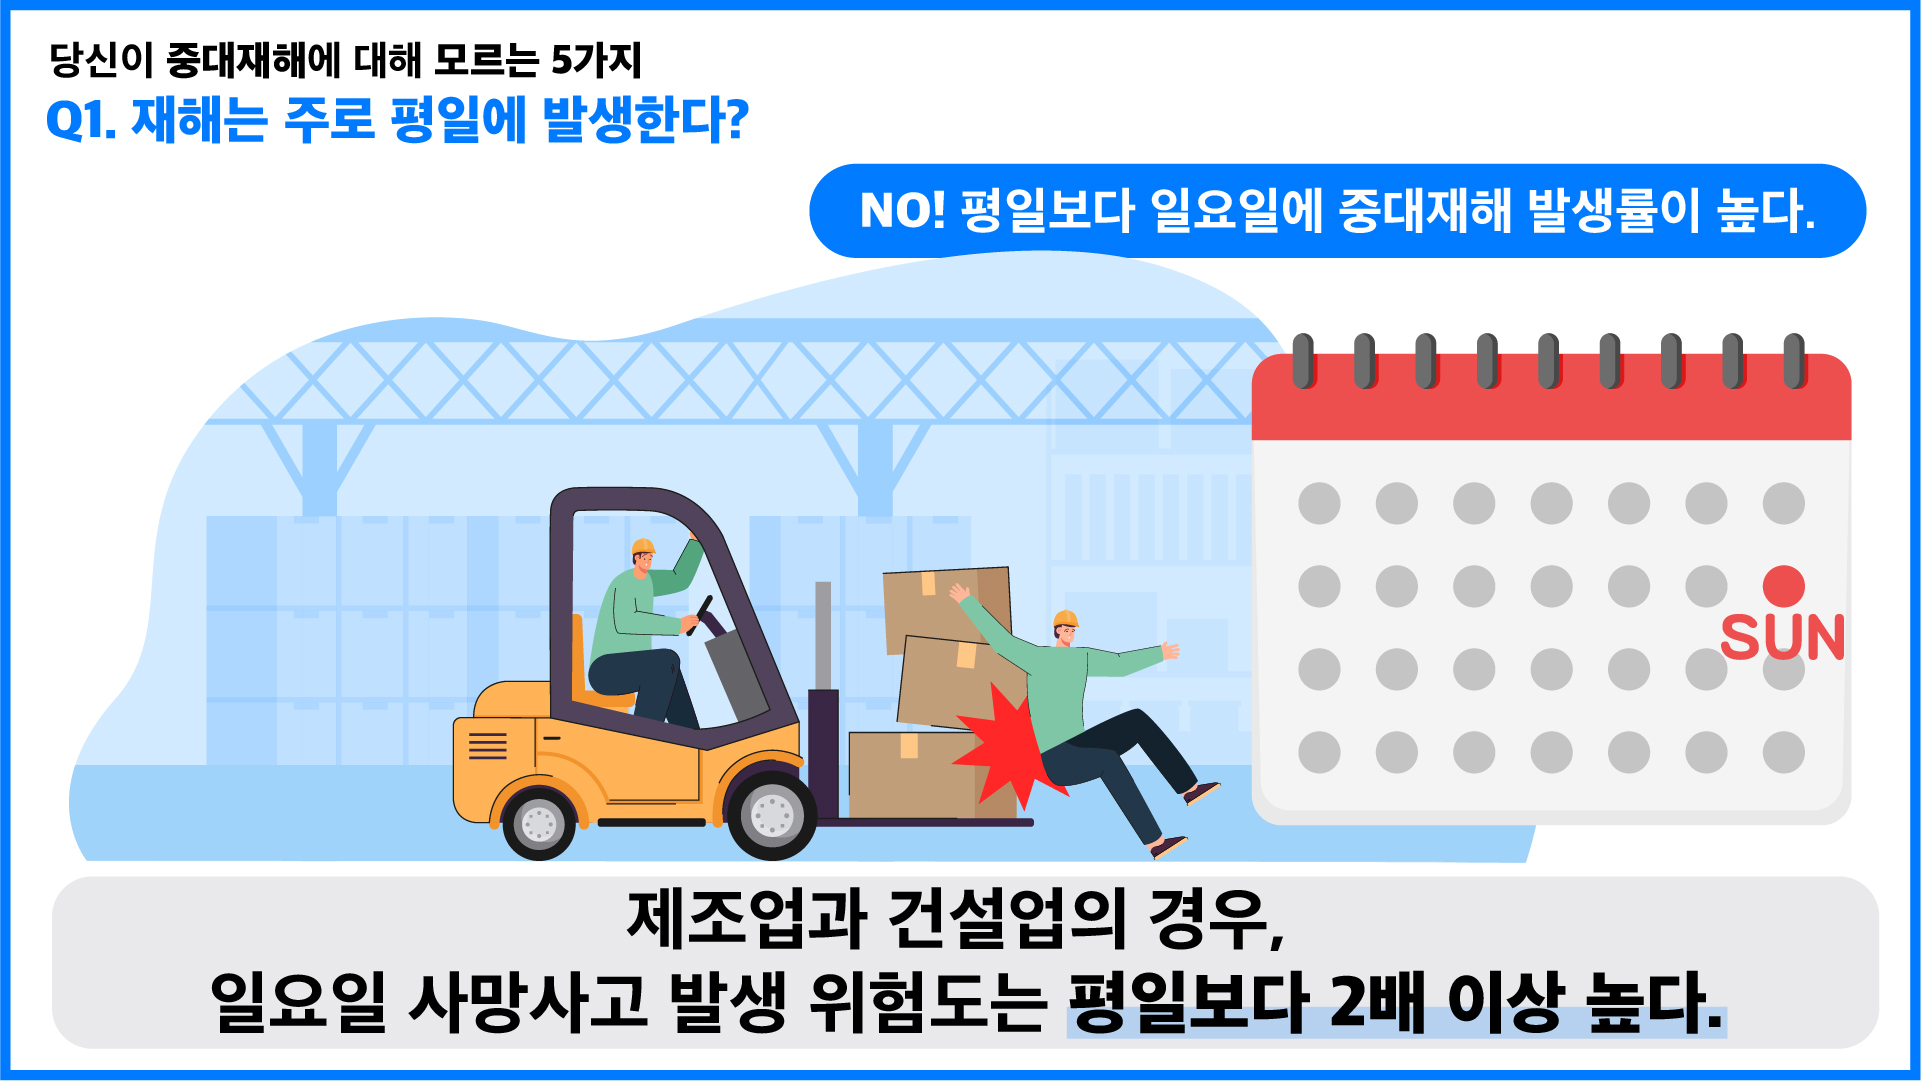 당신이 중대재해에 대해 모르는 5가지
Q1. 재해는 주로 평일에 발생한다?
NO! 평일보다 일요일에 중대재해 발생률이 높다.
SUN
제조업과 건설업의 경우,
일요일 사망사고 발생 위험도는 평일보다 2배 이상 높다.